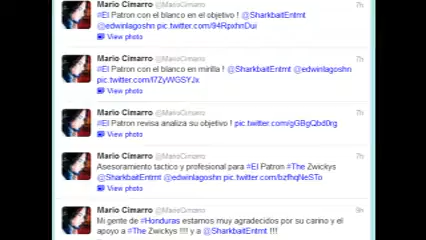 Mario Cimarro @MarioCimarro 7h
#El Patron con el blanco en el objetivo ! @SharkbaitEntmt
@edwinlagoshn pic.twitter.com/94RpxhnDui
View photo
Mario Cimarro @MarioCimarro 7h
#El Patron con el blanco en mirilla ! @SharkbaitEntmt @edwinlagoshn
pic.twitter.com/l7ZyWGSYJx
View photo
Mario Cimarro @MarioCimarro 7h
#El Patron revisa analiza su objetivo ! pic.twitter.com/gGBgQbd0rg
View photo
Mario Cimarro @MarioCimarro 7h
Asesoramiento tactico y profesional para #El Patron #The Zwickys
@SharkbaitEntmt @edwinlagoshn pic.twitter.com/bzfhqNeSTo
View photo
Mario Cimarro @MarioCimarro 9h
Mi gente de #Honduras estamos muy agradecidos por su carino y el
apoyo a #The Zwickys !!!! y a @SharkbaitEntmt !!!!